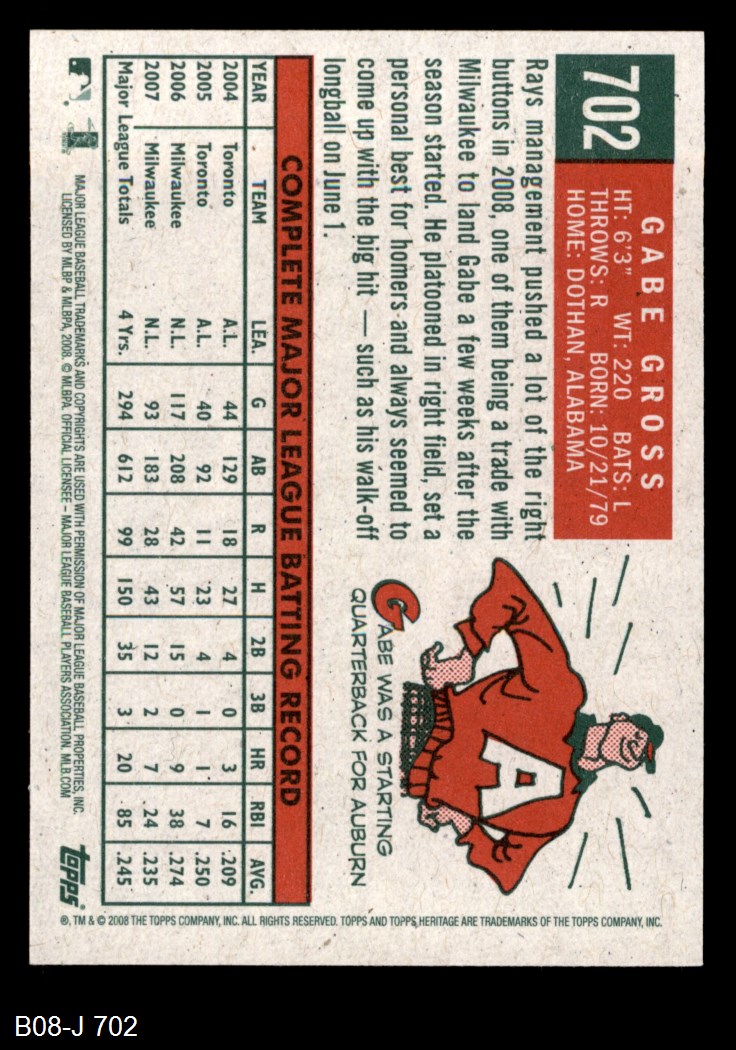 702
GABE GROSS
HT: 6'3" WT: 220 BATS: L
THROWS: R BORN: 10/21/79
HOME: DOTHAN, ALABAMA
Rays management pushed a lot of the right
buttons in 2008, one of them being a trade with
Milwaukee to land Gabe a few weeks after the
season started. He platooned in right field, set a
personal best for homers and always seemed to
come up with the big hit — such as his walk-off
longball on June 1.
A
GABE WAS A STARTING
QUARTERBACK FOR AUBURN
COMPLETE MAJOR LEAGUE BATTING RECORD
YEAR TEAM LEA. G AB R H 2B 3B HR RBI AVG.
2004 Toronto A.L. 44 129 18 27 4 0 3 16 .209
2005 Toronto A.L. 40 92 11 23 4 1 1 7 .250
2006 Milwaukee N.L. 117 208 42 57 15 0 9 38 .274
2007 Milwaukee N.L. 93 183 28 43 12 2 7 24 .235
Major League Totals 4 Yrs. 294 612 99 150 35 3 20 85 .245
MAJOR LEAGUE BASEBALL TRADEMARKS AND COPYRIGHTS ARE USED WITH PERMISSION OF MAJOR LEAGUE BASEBALL PROPERTIES, INC.
LICENSED BY MLBP & MLBPA, 2008. © MLBPA. OFFICIAL LICENSEE – MAJOR LEAGUE BASEBALL PLAYERS ASSOCIATION. MLB.COM
topps®
®, TM & © 2008 THE TOPPS COMPANY, INC. ALL RIGHTS RESERVED. TOPPS AND TOPPS HERITAGE ARE TRADEMARKS OF THE TOPPS COMPANY, INC.
B08-J 702